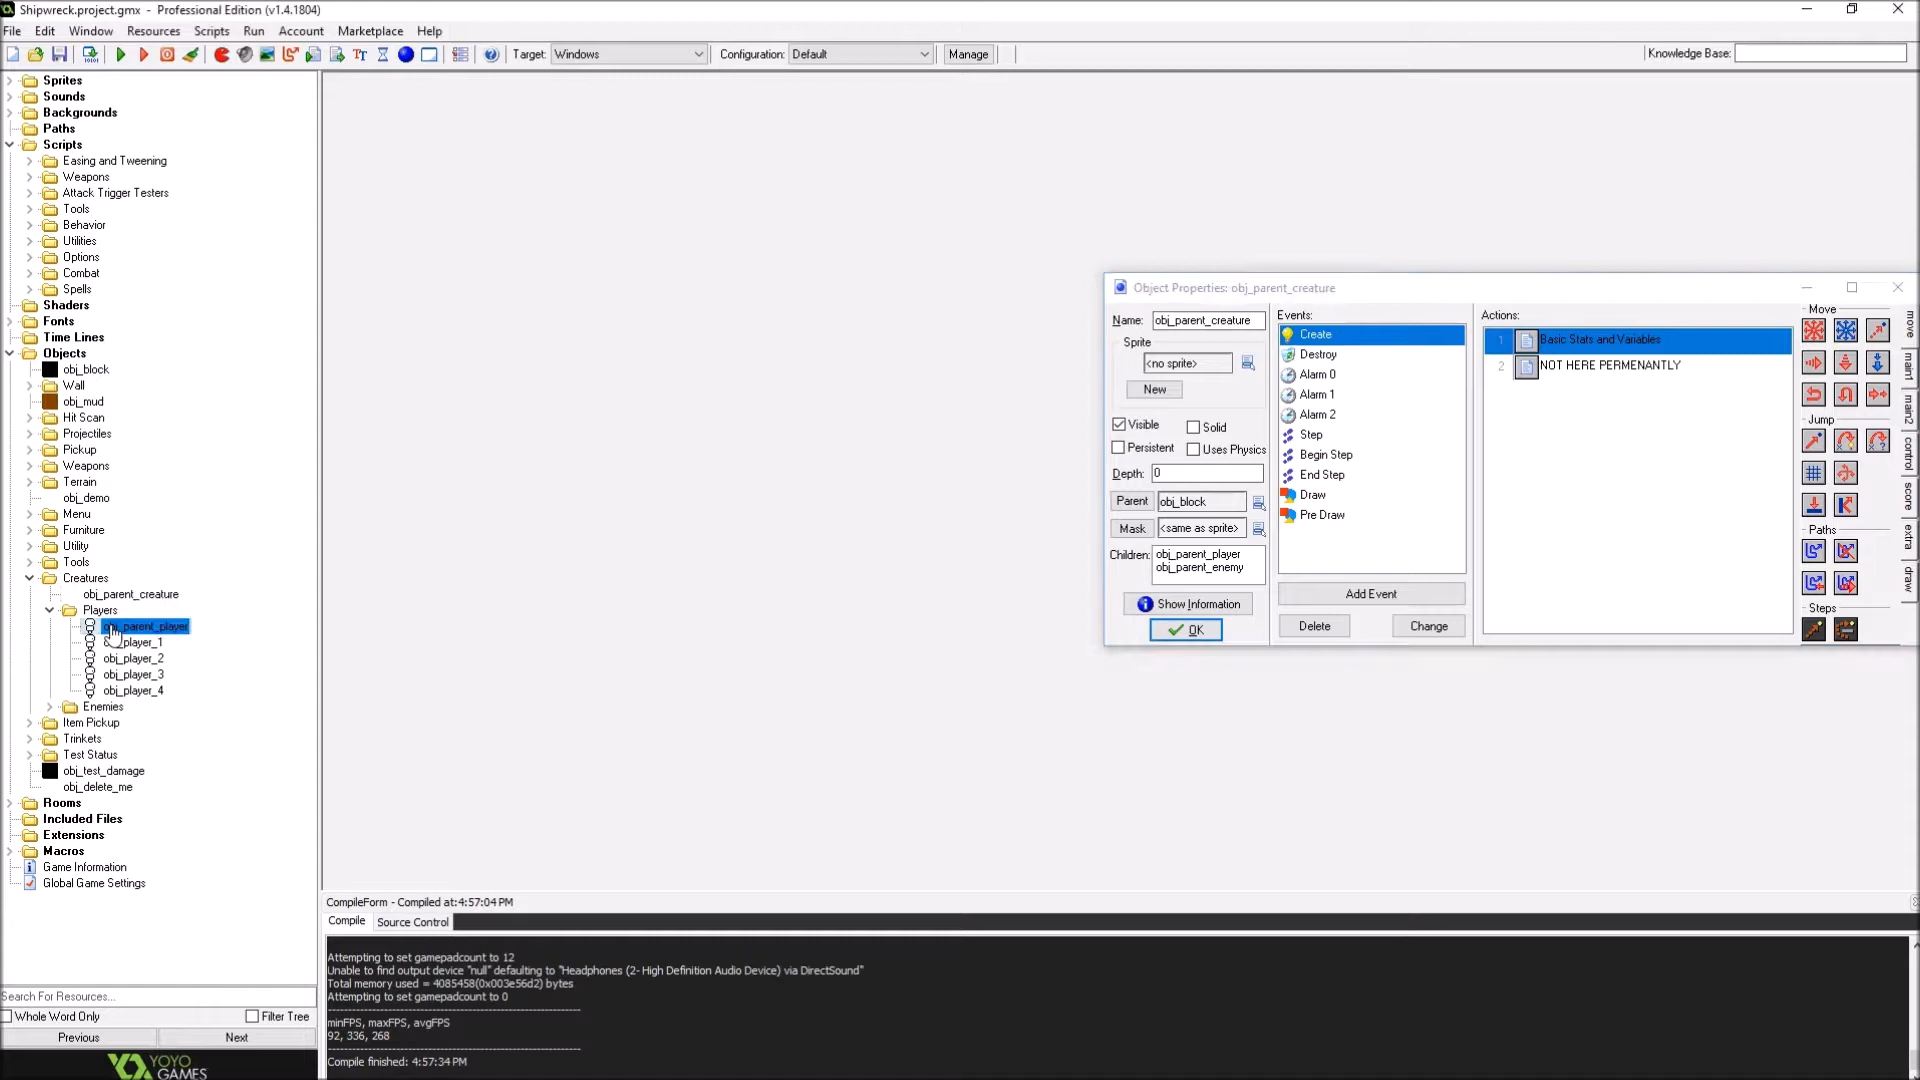 Shipwreck.project.gmx - Professional Edition (v1.4.1804)
File Edit Window Resources Scripts Run Account Marketplace Help
Target: Windows Configuration: Default Manage Knowledge Base:
Sprites
Sounds
Backgrounds
Paths
Scripts
Easing and Tweening
Weapons
Attack Trigger Testers
Tools
Behavior
Utilities
Options
Combat
Spells
Shaders
Fonts
Time Lines
Objects
obj_block
Wall
obj_mud
Hit Scan
Projectiles
Pickup
Weapons
Terrain
obj_demo
Menu
Furniture
Utility
Tools
Creatures
obj_parent_creature
Players
obj_parent_player
_player_1
obj_player_2
obj_player_3
obj_player_4
Enemies
Item Pickup
Trinkets
Test Status
obj_test_damage
obj_delete_me
Rooms
Included Files
Extensions
Macros
Game Information
Global Game Settings
Search For Resources...
Whole Word Only Filter Tree
Previous Next
YOYO
GAMES
Object Properties: obj_parent_creature
Name: obj_parent_creature
Sprite
<no sprite>
New
Visible Solid
Persistent Uses Physics
Depth: 0
Parent obj_block
Mask <same as sprite>
Children: obj_parent_player
obj_parent_enemy
Show Information
OK
Events:
Create
Destroy
Alarm 0
Alarm 1
Alarm 2
Step
Begin Step
End Step
Draw
Pre Draw
Add Event
Delete Change
Actions:
1 Basic Stats and Variables
2 NOT HERE PERMENANTLY
Move
Jump
Paths
Steps
move
main1
main2
control
score
extra
draw
CompileForm - Compiled at:4:57:04 PM
Compile Source Control
Attempting to set gamepadcount to 12
Unable to find output device "null" defaulting to "Headphones (2- High Definition Audio Device) via DirectSound"
Total memory used = 4085458(0x003e56d2) bytes
Attempting to set gamepadcount to 0
minFPS, maxFPS, avgFPS
92, 336, 268
Compile finished: 4:57:34 PM